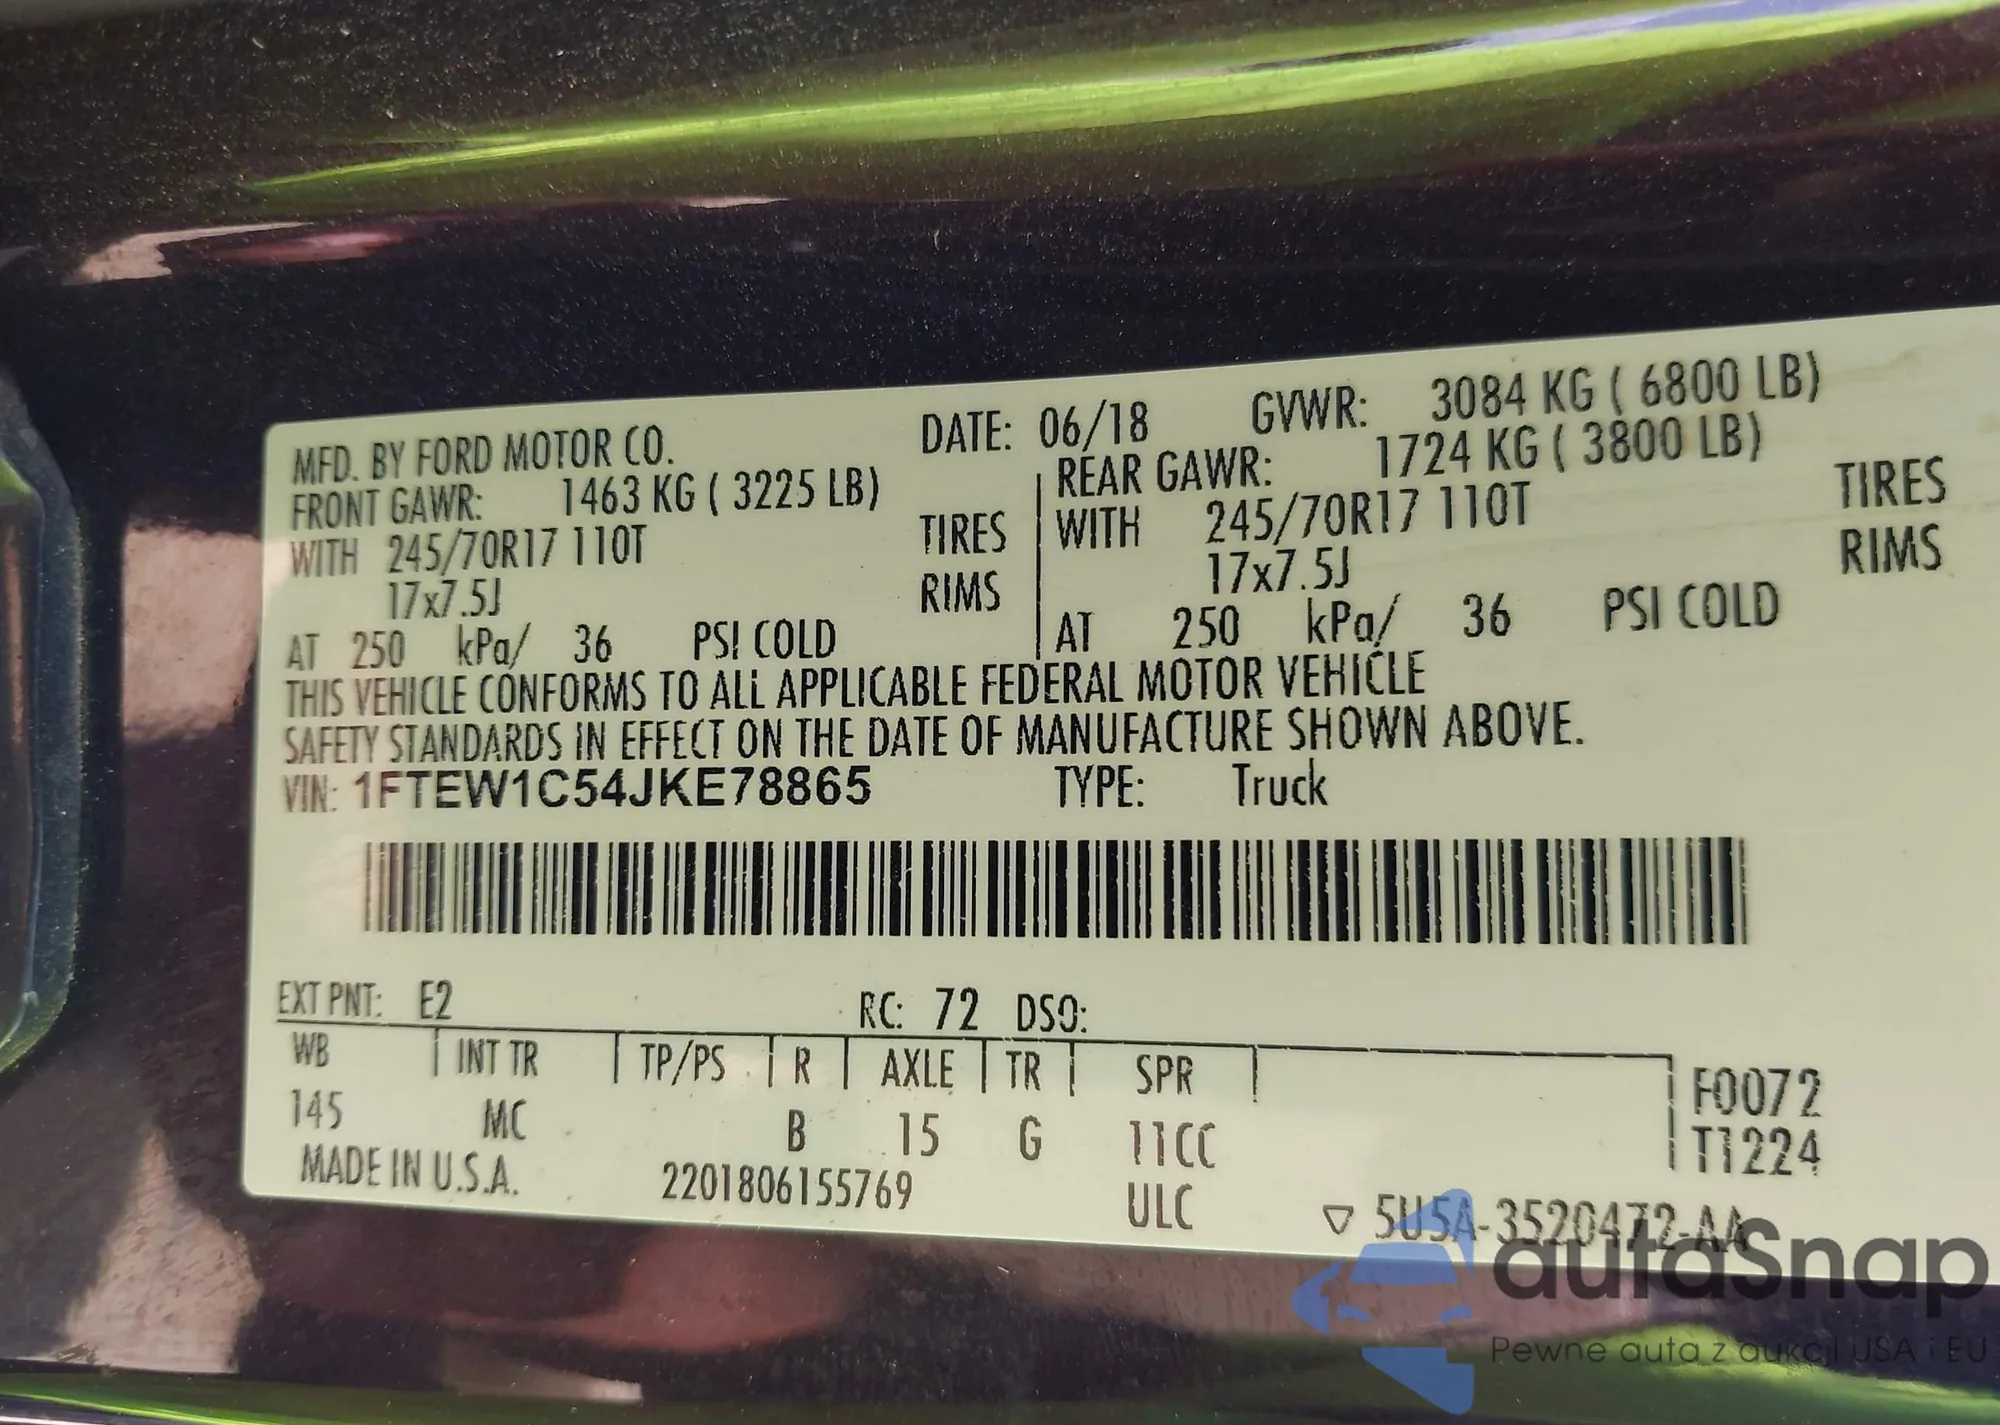 MFD. BY FORD MOTOR CO. DATE: 06/18 GVWR: 3084 KG ( 6800 LB)
FRONT GAWR: 1463 KG ( 3225 LB) REAR GAWR: 1724 KG ( 3800 LB)
WITH 245/70R17 110T TIRES WITH 245/70R17 110T TIRES
17x7.5J RIMS 17x7.5J RIMS
AT 250 kPa/ 36 PSI COLD AT 250 kPa/ 36 PSI COLD
THIS VEHICLE CONFORMS TO ALL APPLICABLE FEDERAL MOTOR VEHICLE
SAFETY STANDARDS IN EFFECT ON THE DATE OF MANUFACTURE SHOWN ABOVE.
VIN: 1FTEW1C54JKE78865 TYPE: Truck
EXT PNT: E2 RC: 72 DSO:
WB INT TR TP/PS R AXLE TR SPR F0072
145 MC B 15 G 11CC T1224
MADE IN U.S.A. 2201806155769 ULC ▽ 5U5A-3520472-AA
autoSnap
Pewne auta z aukcji USA i EU